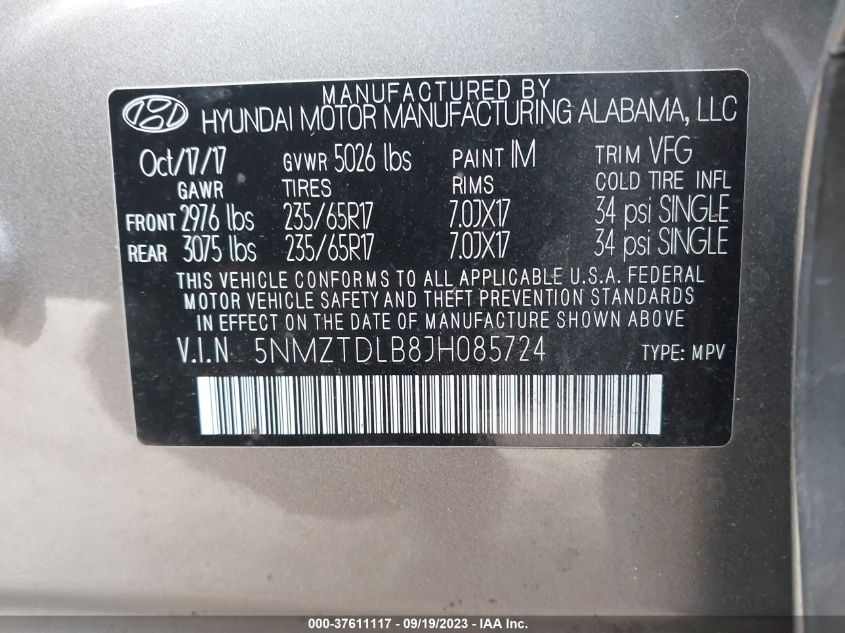 MANUFACTURED BY
HYUNDAI MOTOR MANUFACTURING ALABAMA, LLC
Oct/17/17 GVWR 5026 lbs PAINT IM TRIM VFG
GAWR TIRES RIMS COLD TIRE INFL
FRONT 2976 lbs 235/65R17 7.0JX17 34 psi SINGLE
REAR 3075 lbs 235/65R17 7.0JX17 34 psi SINGLE
THIS VEHICLE CONFORMS TO ALL APPLICABLE U.S.A. FEDERAL
MOTOR VEHICLE SAFETY AND THEFT PREVENTION STANDARDS
IN EFFECT ON THE DATE OF MANUFACTURE SHOWN ABOVE
V.I.N 5NMZTDLB8JH085724 TYPE: MPV
000-37611117 - 09/19/2023 - IAA Inc.